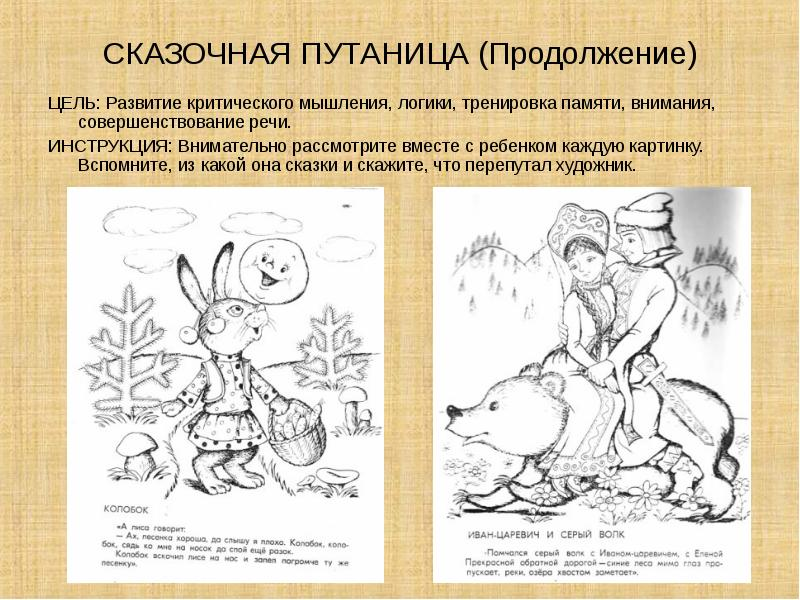 СКАЗОЧНАЯ ПУТАНИЦА (Продолжение)
ЦЕЛЬ: Развитие критического мышления, логики, тренировка памяти, внимания,
совершенствование речи.
ИНСТРУКЦИЯ: Внимательно рассмотрите вместе с ребенком каждую картинку.
Вспомните, из какой она сказки и скажите, что перепутал художник.
КОЛОБОК
«А лиса говорит:
— Ах, песенка хороша, да слышу я плохо. Колобок, коло-
бок, сядь ко мне на носок да спой ещё разок.
Колобок вскочил лисе на нос и запел погромче ту же
песенку».
ИВАН-ЦАРЕВИЧ И СЕРЫЙ ВОЛК
«Помчался серый волк с Иваном-царевичем, с Еленой
Прекрасной обратной дорогой — синие леса мимо глаз про-
пускает, реки, озёра хвостом заметает».